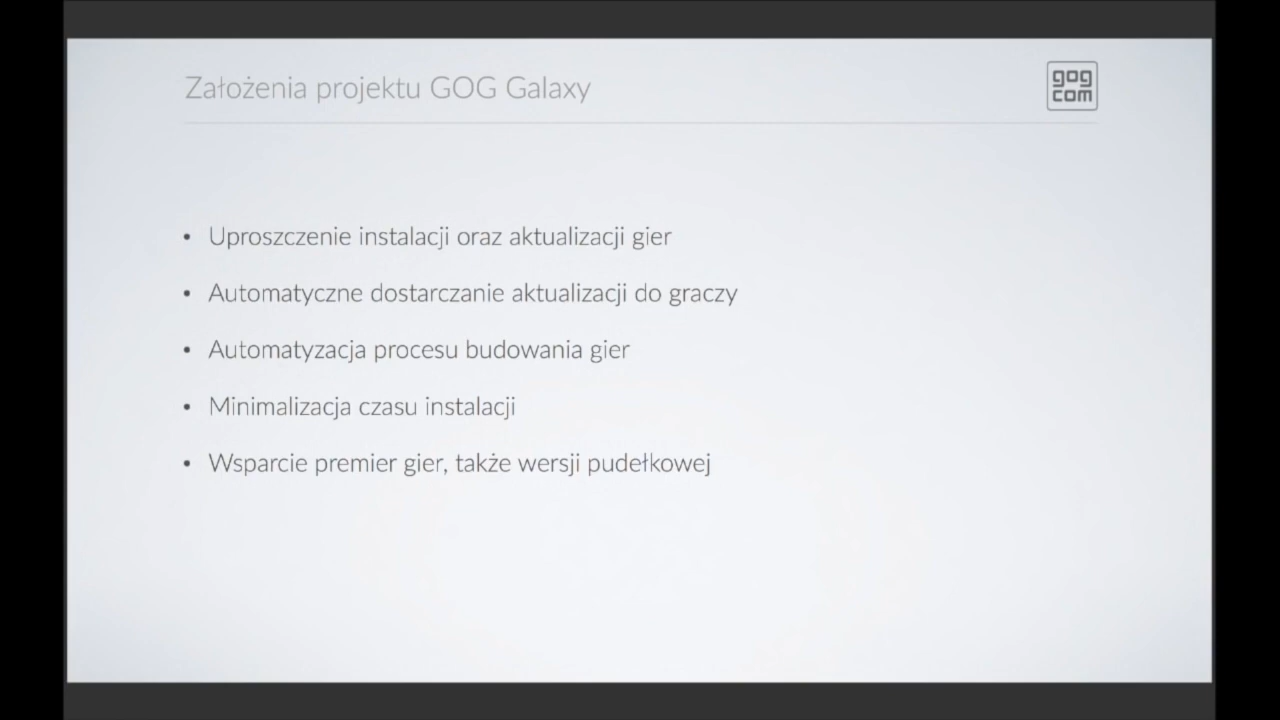 Założenia projektu GOG Galaxy
gog
com
• Uproszczenie instalacji oraz aktualizacji gier
• Automatyczne dostarczanie aktualizacji do graczy
• Automatyzacja procesu budowania gier
• Minimalizacja czasu instalacji
• Wsparcie premier gier, także wersji pudełkowej